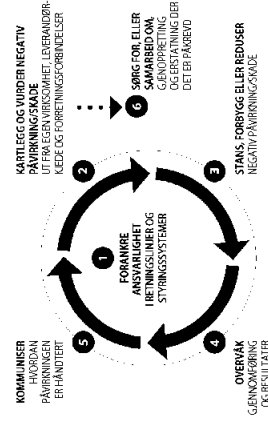 1
FORANKRE
ANSVARLIGHET
I RETNINGSLINJER OG
STYRINGSSYSTEMER
2
KARTLEGG OG VURDER NEGATIV
PÅVIRKNING/SKADE
UT FRA EGEN VIRKSOMHET, LEVERANDØR-
KJEDE OG FORRETNINGSFORBINDELSER
3
STANS, FORBYGG ELLER REDUSER
NEGATIV PÅVIRKNING/SKADE
4
OVERVÅK
GJENNOMFØRING
OG RESULTATER
5
KOMMUNISER
HVORDAN
PÅVIRKNINGEN
ER HÅNDTERT
6
SØRG FOR, ELLER
SAMARBEID OM,
GJENOPPRETTING
OG ERSTATNING DER
DET ER PÅKREVD